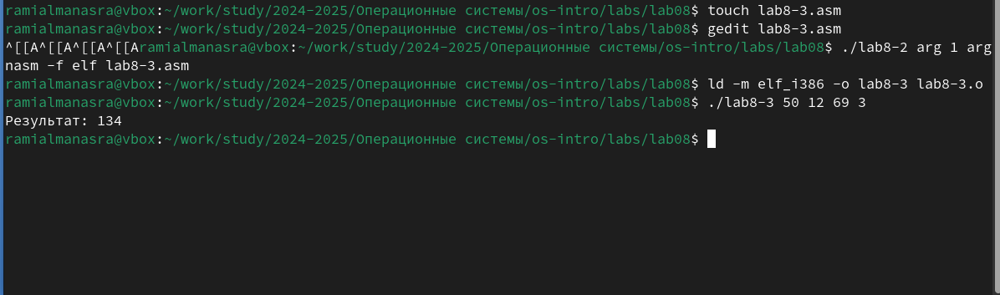 ramialmanasra@vbox:~/work/study/2024-2025/Операционные системы/os-intro/labs/lab08$ touch lab8-3.asm
ramialmanasra@vbox:~/work/study/2024-2025/Операционные системы/os-intro/labs/lab08$ gedit lab8-3.asm
^[[A^[[A^[[A^[[Aramialmanasra@vbox:~/work/study/2024-2025/Операционные системы/os-intro/labs/lab08$ ./lab8-2 arg 1 arg
nasm -f elf lab8-3.asm
ramialmanasra@vbox:~/work/study/2024-2025/Операционные системы/os-intro/labs/lab08$ ld -m elf_i386 -o lab8-3 lab8-3.o
ramialmanasra@vbox:~/work/study/2024-2025/Операционные системы/os-intro/labs/lab08$ ./lab8-3 50 12 69 3
Результат: 134
ramialmanasra@vbox:~/work/study/2024-2025/Операционные системы/os-intro/labs/lab08$